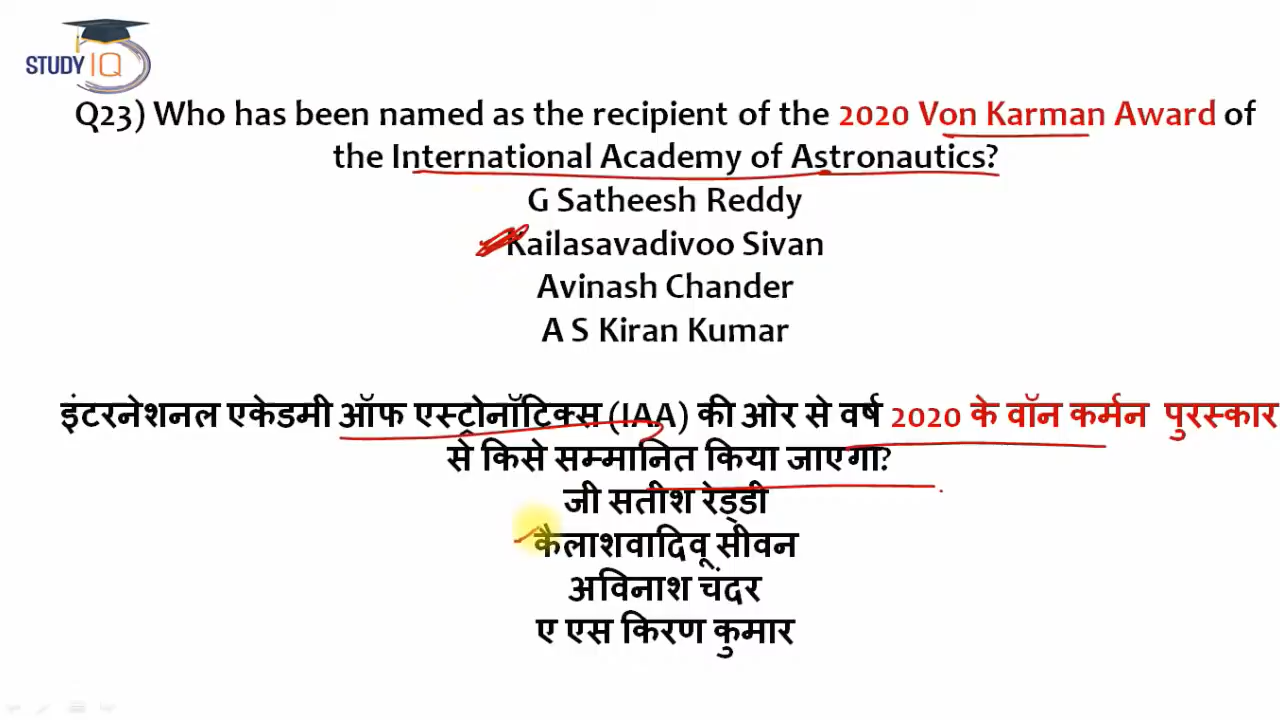 STUDY IQ
Q23) Who has been named as the recipient of the 2020 Von Karman Award of
the International Academy of Astronautics?
G Satheesh Reddy
Kailasavadivoo Sivan
Avinash Chander
A S Kiran Kumar
इंटरनेशनल एकेडमी ऑफ एस्ट्रोनॉटिक्स (IAA) की ओर से वर्ष 2020 के वॉन कर्मन पुरस्कार
से किसे सम्मानित किया जाएगा?
जी सतीश रेड्डी
कैलाशवादिवू सीवन
अविनाश चंदर
ए एस किरण कुमार